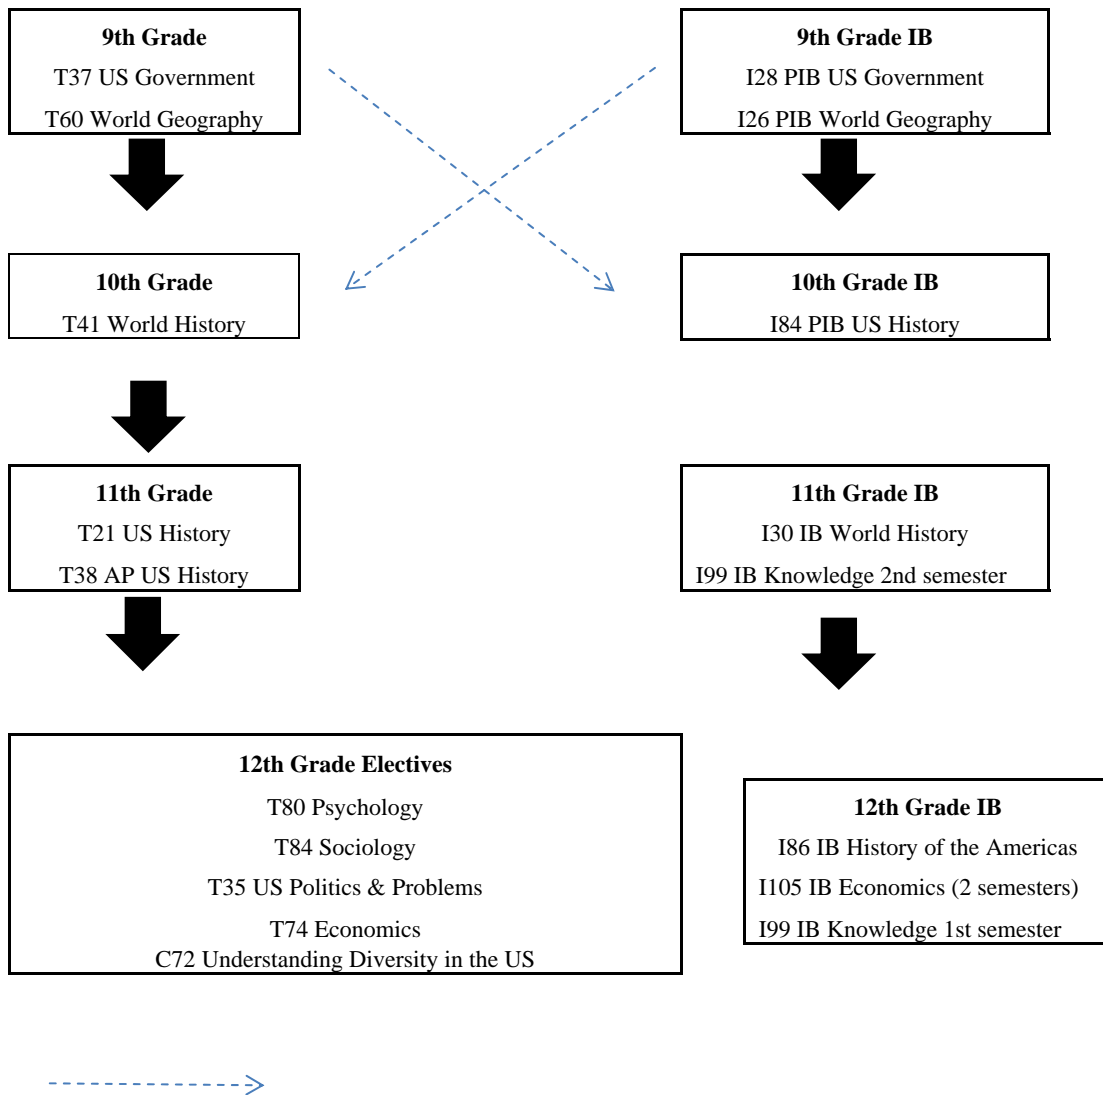 9th Grade
T37 US Government
T60 World Geography
9th Grade IB
I28 PIB US Government
I26 PIB World Geography
10th Grade
T41 World History
10th Grade IB
I84 PIB US History
11th Grade
T21 US History
T38 AP US History
11th Grade IB
I30 IB World History
I99 IB Knowledge 2nd semester
12th Grade Electives
T80 Psychology
T84 Sociology
T35 US Politics & Problems
T74 Economics
C72 Understanding Diversity in the US
12th Grade IB
I86 IB History of the Americas
I105 IB Economics (2 semesters)
I99 IB Knowledge 1st semester